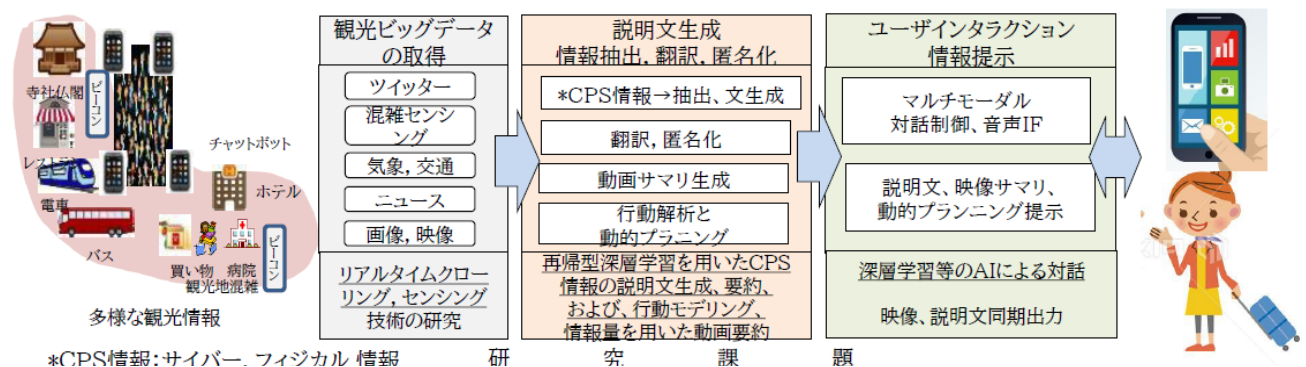 寺社仏閣
ビーコン
レストラン
電車
バス
チャットボット
ホテル
買い物 病院
観光地混雑
ビーコン
多様な観光情報
観光ビッグデータ
の取得
ツイッター
混雑センシ
ング
気象, 交通
ニュース
画像, 映像
リアルタイムクロー
リング, センシング
技術の研究
説明文生成
情報抽出, 翻訳, 匿名化
*CPS情報→抽出、文生成
翻訳, 匿名化
動画サマリ生成
行動解析と
動的プラニング
再帰型深層学習を用いたCPS
情報の説明文生成、要約、
および、行動モデリング、
情報量を用いた動画要約
ユーザインタラクション
情報提示
マルチモーダル
対話制御、音声IF
説明文、映像サマリ、
動的プランニング提示
深層学習等のAIによる対話
映像、説明文同期出力
*CPS情報:サイバー, フィジカル 情報
研 究 課 題